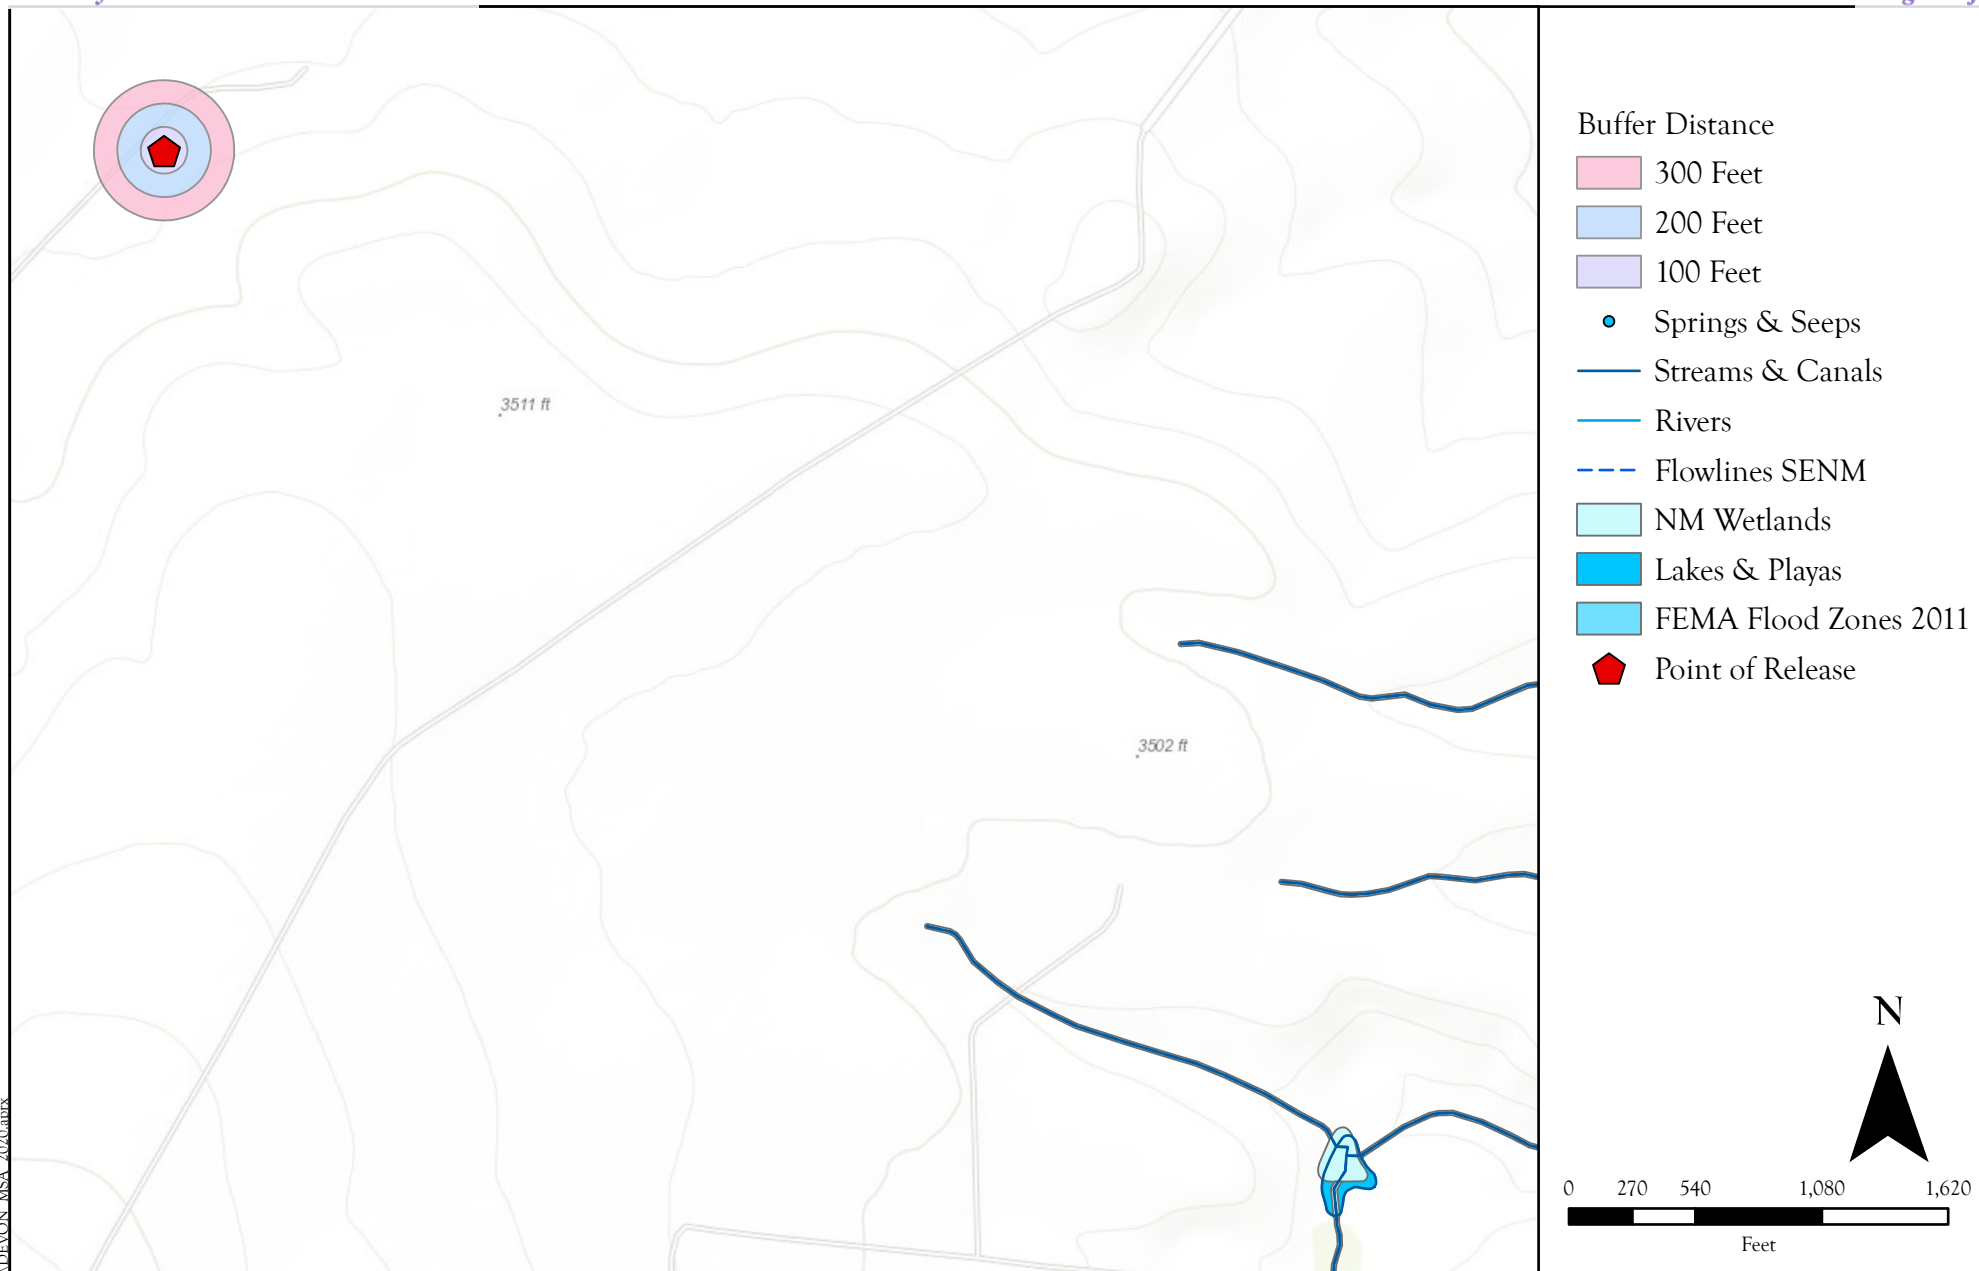 Buffer Distance
300 Feet
200 Feet
100 Feet
Springs & Seeps
Streams & Canals
Rivers
Flowlines SENM
NM Wetlands
Lakes & Playas
FEMA Flood Zones 2011
Point of Release
3511 ft
3502 ft
N
0 270 540 1,080 1,620
Feet
DEVON_MSA_2020.aprx